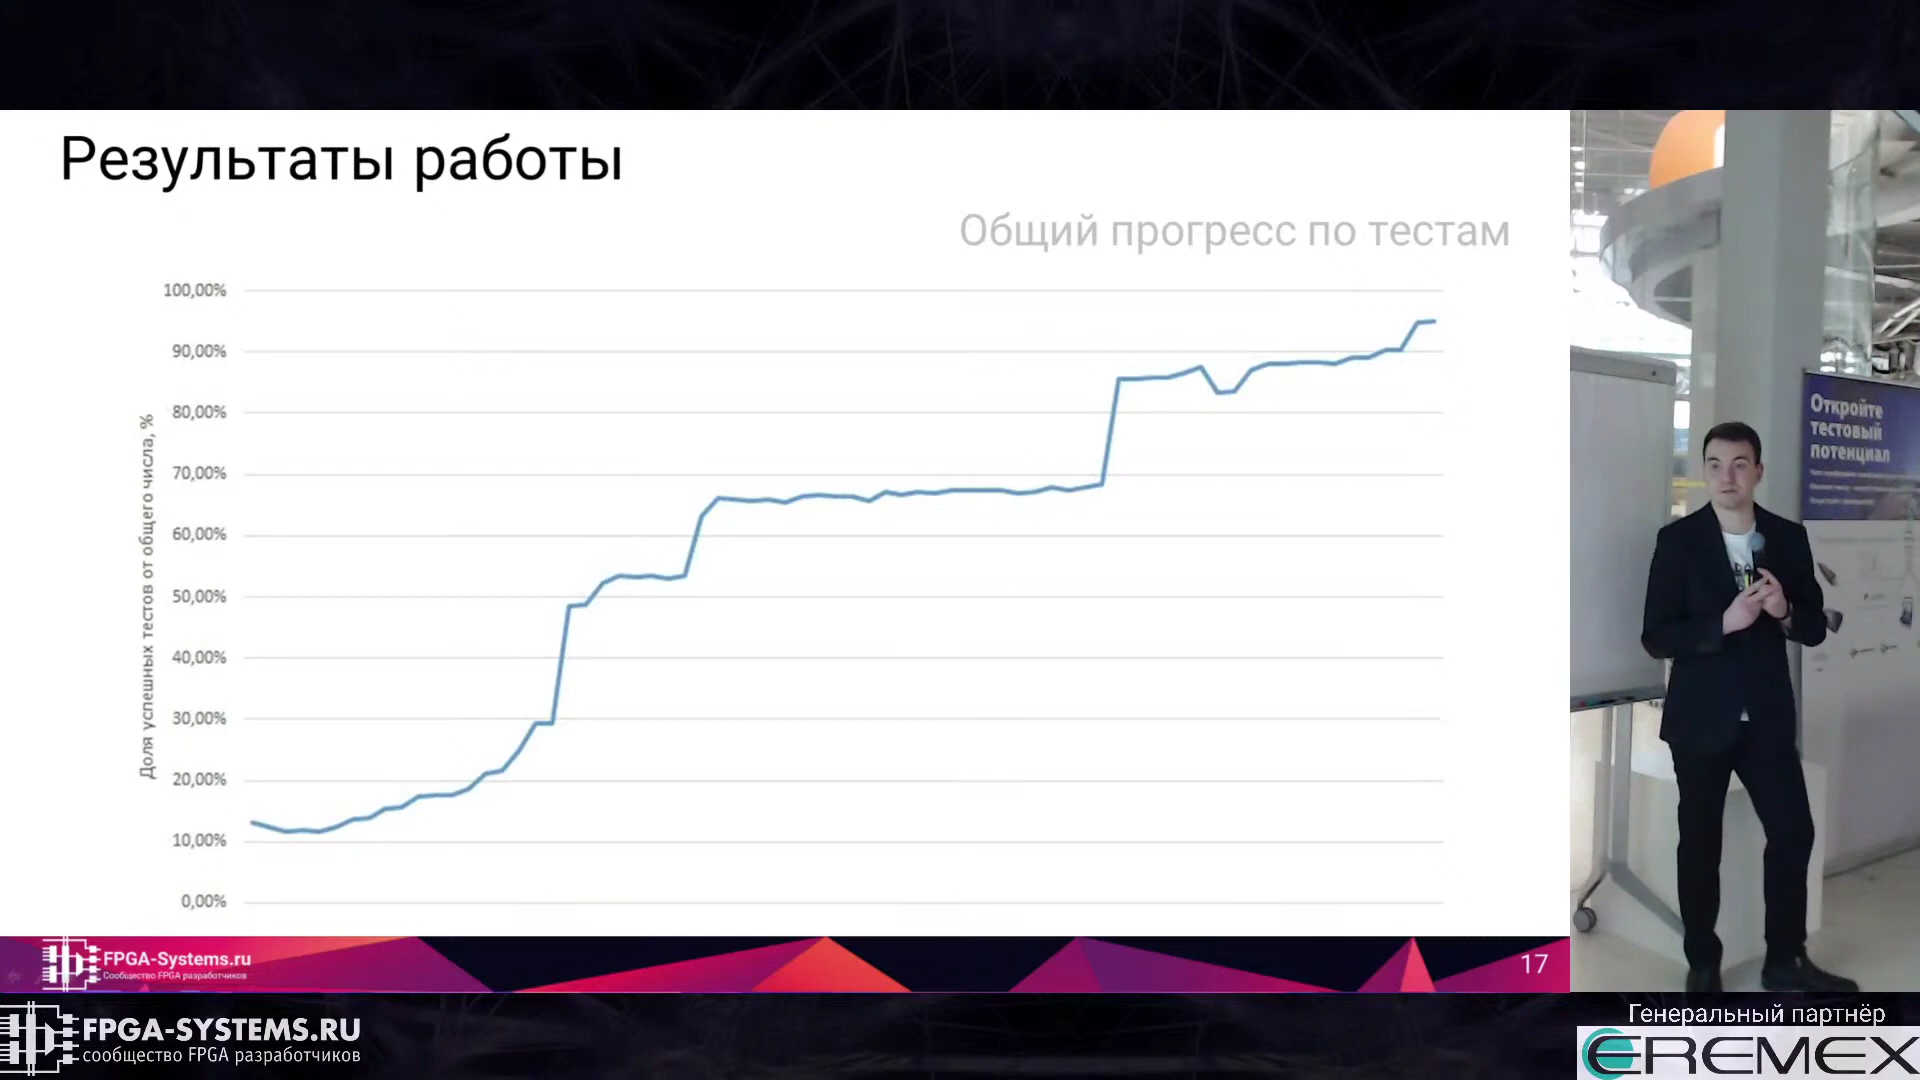 Результаты работы
Общий прогресс по тестам
Доля успешных тестов от общего числа, %
100,00%
90,00%
80,00%
70,00%
60,00%
50,00%
40,00%
30,00%
20,00%
10,00%
0,00%
Откройте
тестовый
потенциал
FPGA-Systems.ru
Сообщество FPGA разработчиков
17
FPGA-SYSTEMS.RU
сообщество FPGA разработчиков
Генеральный партнёр
EREMEX